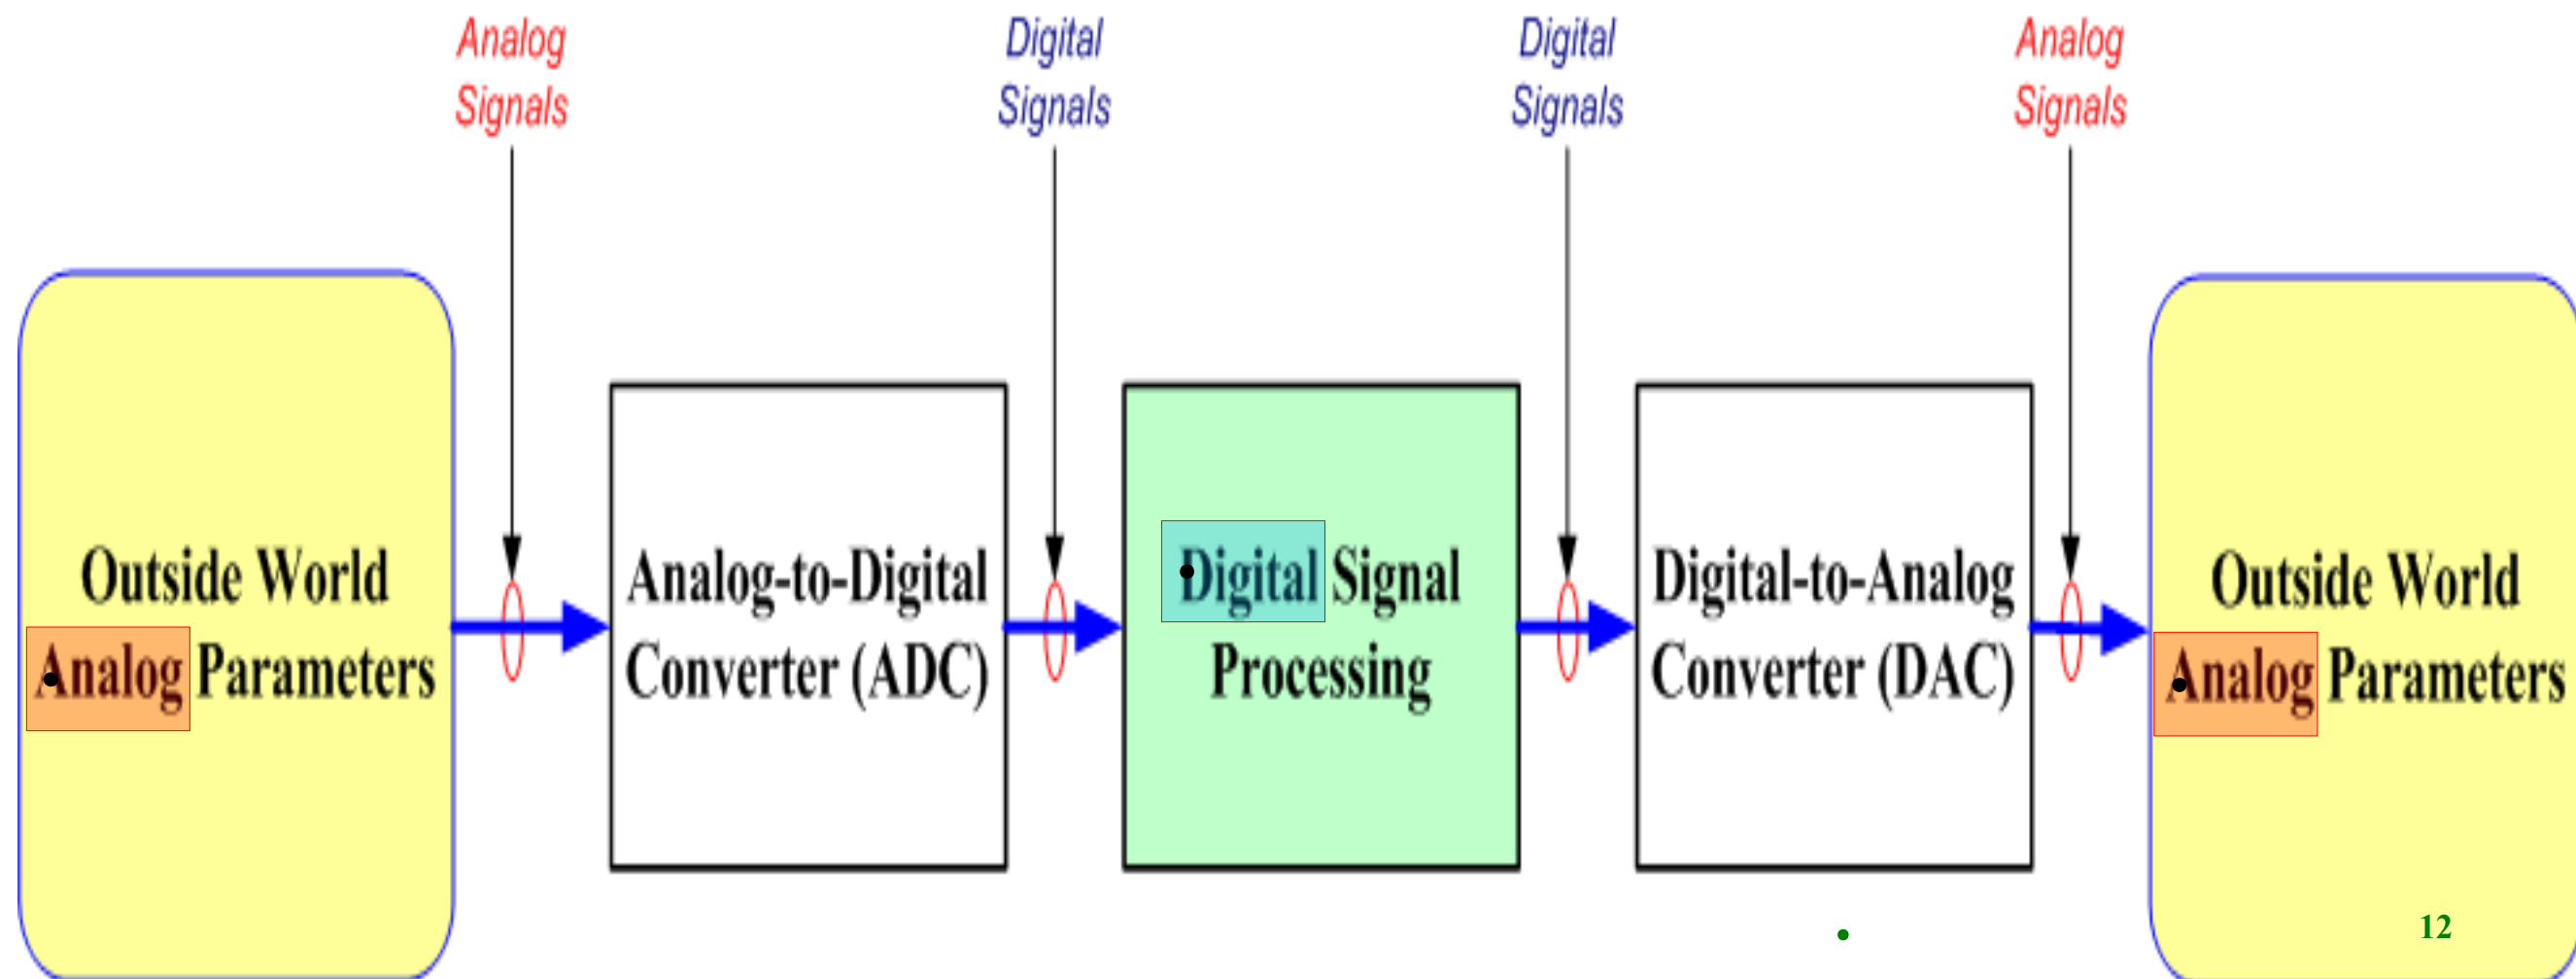 Analog
Signals
Digital
Signals
Digital
Signals
Analog
Signals
Outside World
Analog Parameters
Analog-to-Digital
Converter (ADC)
Digital Signal
Processing
Digital-to-Analog
Converter (DAC)
Outside World
Analog Parameters
12